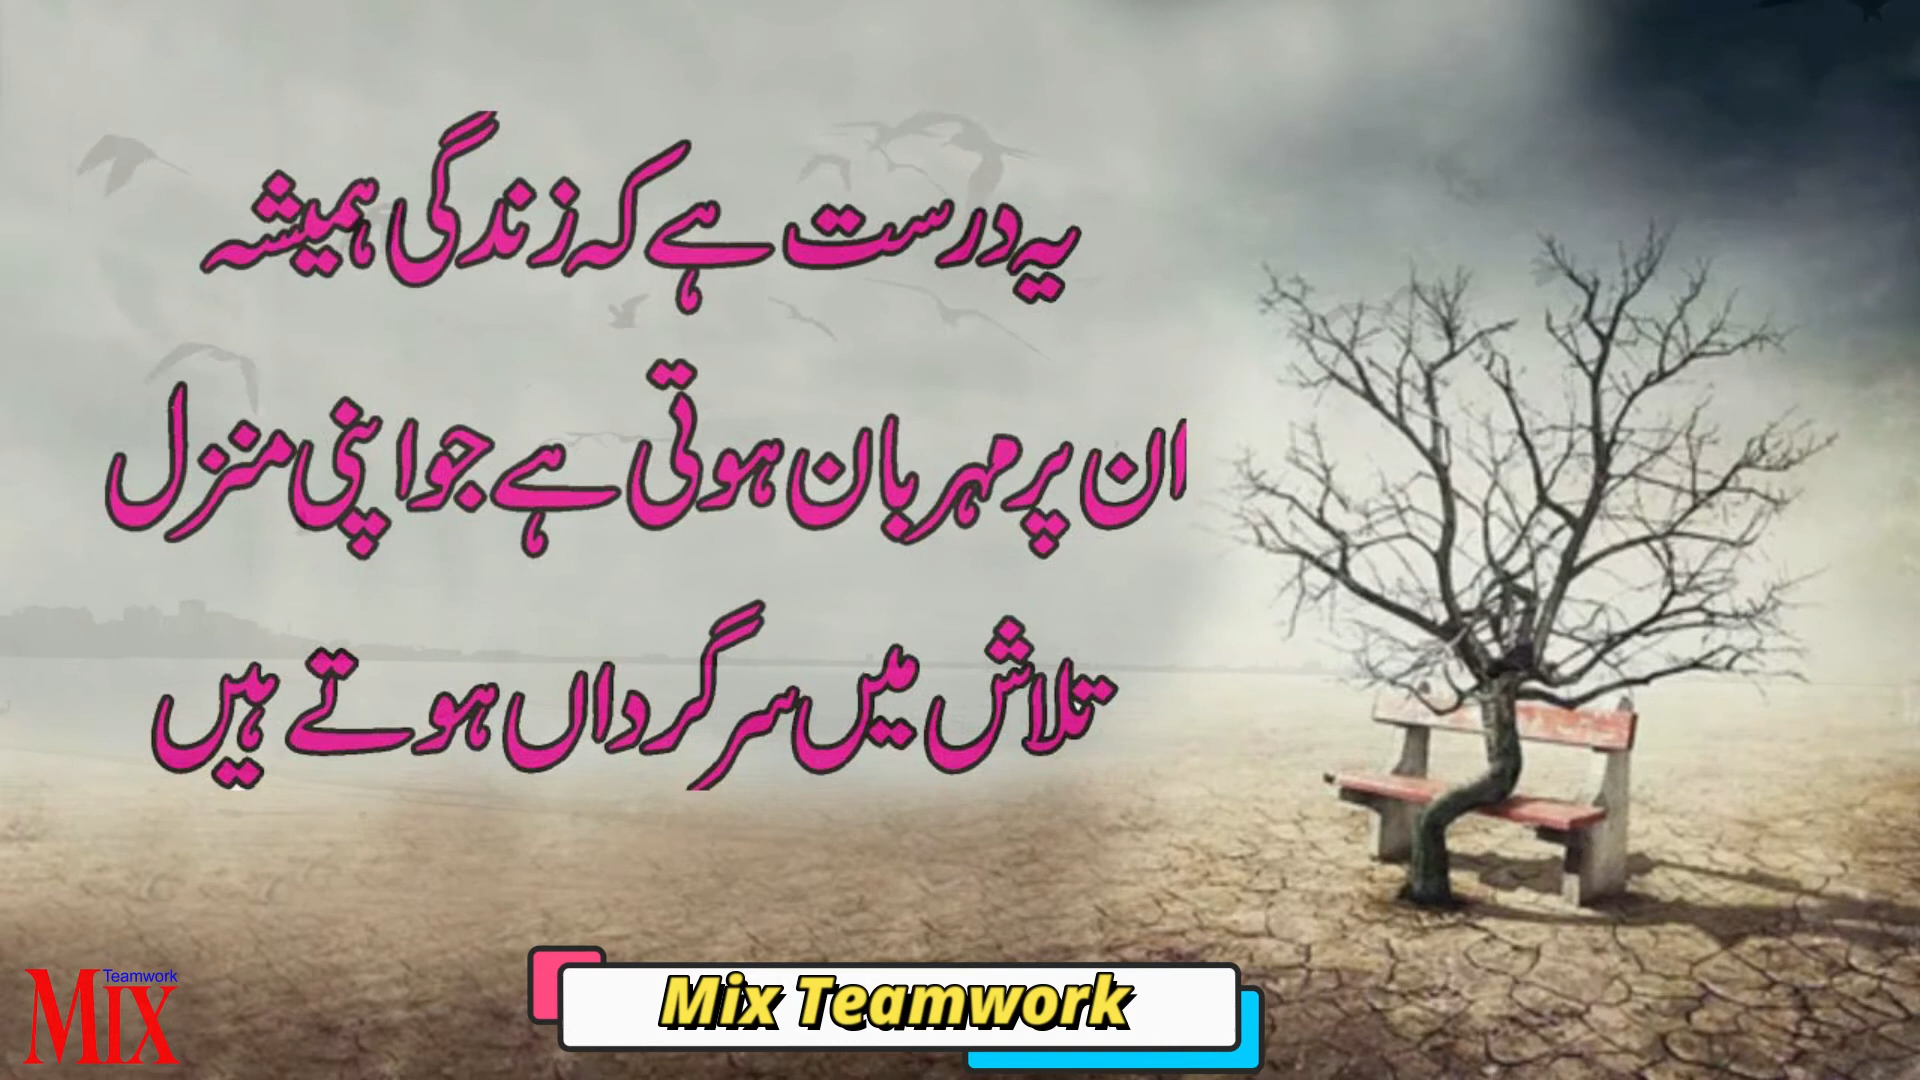 یہ درست ہے کہ زندگی ہمیشہ
ان پر مہربان ہوتی ہے جو اپنی منزل
تلاش میں سرگرداں ہوتے ہیں
Mix Teamwork
Teamwork
MIX